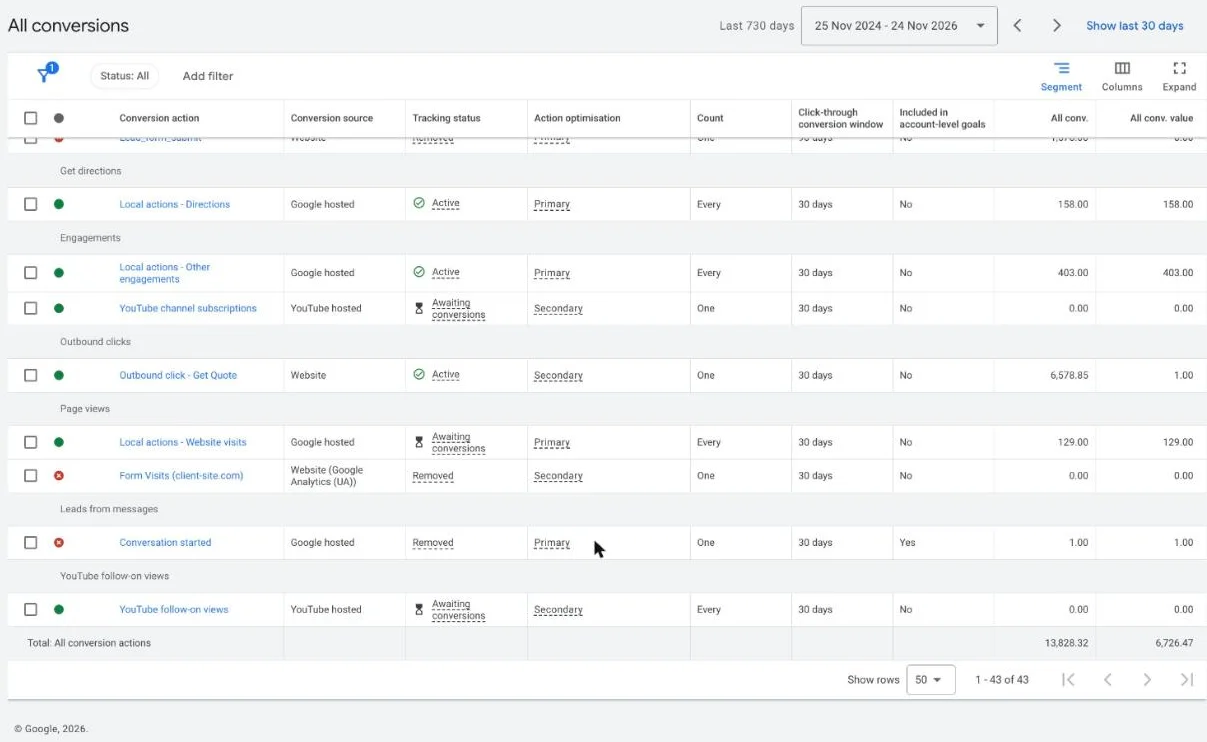 All conversions
Last 730 days 25 Nov 2024 - 24 Nov 2026 Show last 30 days
1 Status: All Add filter Segment Columns Expand
Conversion action Conversion source Tracking status Action optimisation Count Click-through conversion window Included in account-level goals All conv. All conv. value
Lead_form_submit Website Removed Primary One 90 days No
Get directions
Local actions - Directions Google hosted Active Primary Every 30 days No 158.00 158.00
Engagements
Local actions - Other engagements Google hosted Active Primary Every 30 days No 403.00 403.00
YouTube channel subscriptions YouTube hosted Awaiting conversions Secondary One 30 days No 0.00 0.00
Outbound clicks
Outbound click - Get Quote Website Active Secondary One 30 days No 6,578.85 1.00
Page views
Local actions - Website visits Google hosted Awaiting conversions Primary Every 30 days No 129.00 129.00
Form Visits (client-site.com) Website (Google Analytics (UA)) Removed Secondary One 30 days No 0.00 0.00
Leads from messages
Conversation started Google hosted Removed Primary One 30 days Yes 1.00 1.00
YouTube follow-on views
YouTube follow-on views YouTube hosted Awaiting conversions Secondary Every 30 days No 0.00 0.00
Total: All conversion actions 13,828.32 6,726.47
Show rows 50 1 - 43 of 43
© Google, 2026.